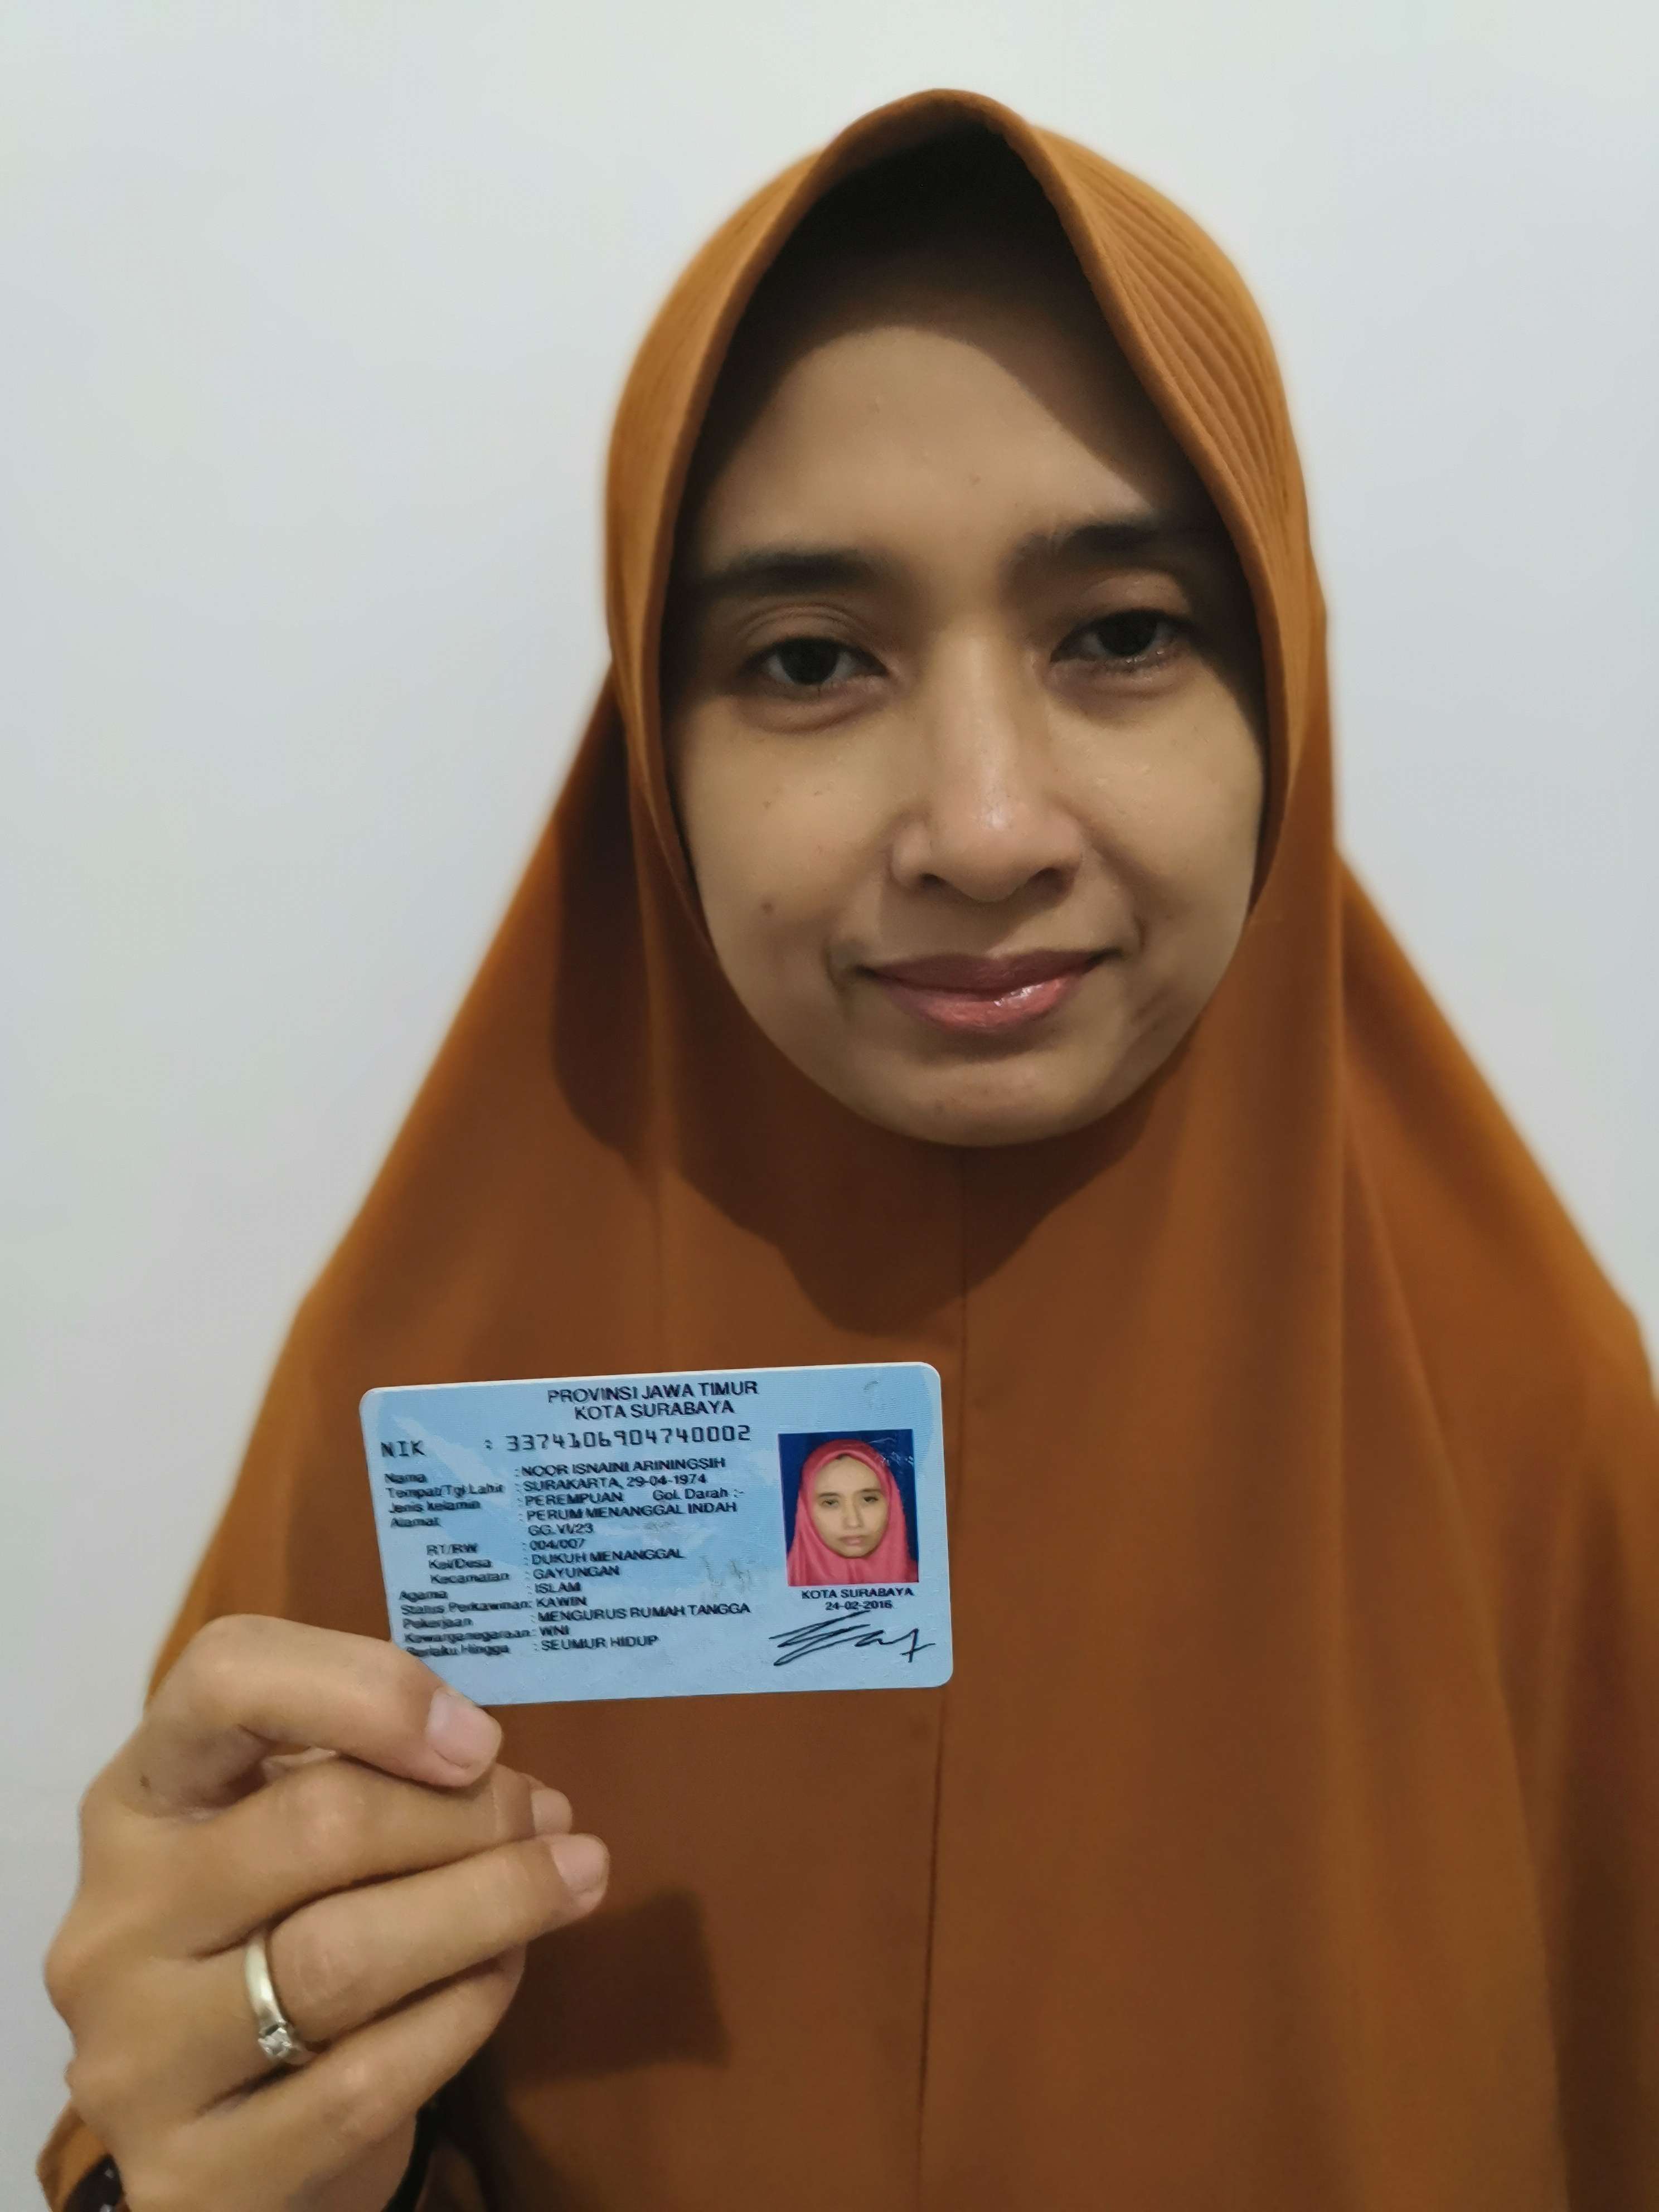 PROVINSI JAWA TIMUR
KOTA SURABAYA
NIK : 3374106904740002
Nama : NOOR ISNAINI ARININGSIH
Tempat/Tgl Lahir : SURAKARTA, 29-04-1974
Jenis kelamin : PEREMPUAN Gol. Darah :-
Alamat : PERUM MENANGGAL INDAH
GG.VI/23
RT/RW : 004/007
Kel/Desa : DUKUH MENANGGAL
Kecamatan : GAYUNGAN
Agama : ISLAM
Status Perkawinan: KAWIN
Pekerjaan : MENGURUS RUMAH TANGGA
Kewarganegaraan: WNI
Berlaku Hingga : SEUMUR HIDUP
KOTA SURABAYA
24-02-2016